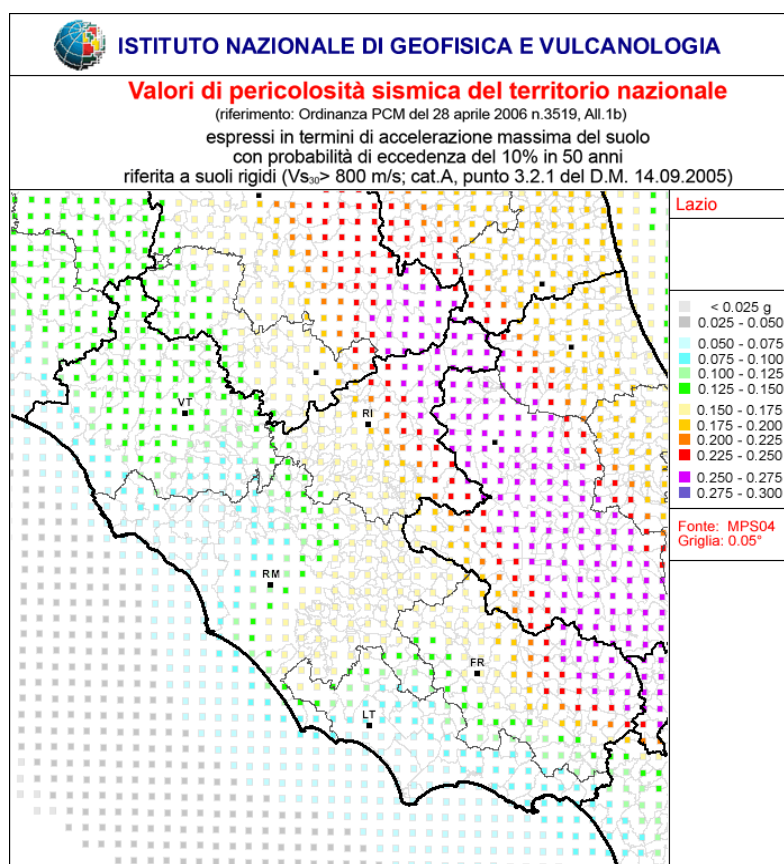 ISTITUTO NAZIONALE DI GEOFISICA E VULCANOLOGIA
Valori di pericolosità sismica del territorio nazionale
(riferimento: Ordinanza PCM del 28 aprile 2006 n.3519, All.1b)
espressi in termini di accelerazione massima del suolo
con probabilità di eccedenza del 10% in 50 anni
riferita a suoli rigidi (Vs₃₀> 800 m/s; cat.A, punto 3.2.1 del D.M. 14.09.2005)
Lazio
< 0.025 g
0.025 - 0.050
0.050 - 0.075
0.075 - 0.100
0.100 - 0.125
0.125 - 0.150
0.150 - 0.175
0.175 - 0.200
0.200 - 0.225
0.225 - 0.250
0.250 - 0.275
0.275 - 0.300
Fonte: MPS04
Griglia: 0.05°
VT
RI
RM
FR
LT